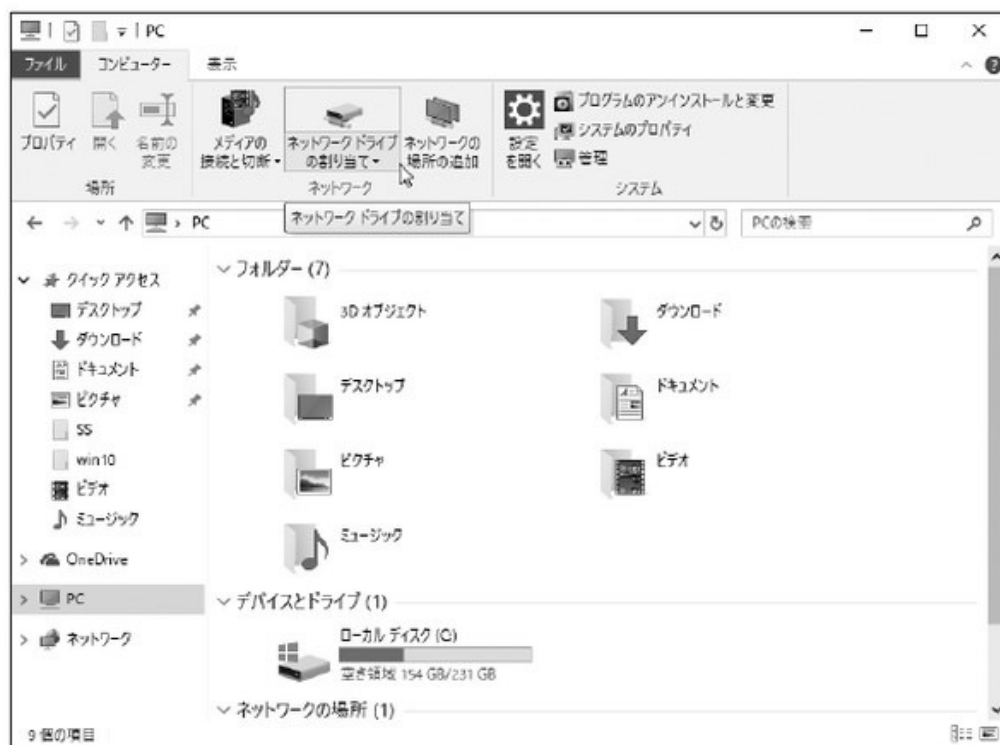 PC
ファイル コンピューター 表示
プロパティ 開く 名前の変更 メディアの接続と切断 ネットワーク ドライブの割り当て ネットワークの場所の追加 設定を開く プログラムのアンインストールと変更
システムのプロパティ
管理
場所 ネットワーク システム
PC ネットワーク ドライブの割り当て PCの検索
クイック アクセス
デスクトップ
ダウンロード
ドキュメント
ピクチャ
SS
win10
ビデオ
ミュージック
OneDrive
PC
ネットワーク
フォルダー (7)
3D オブジェクト ダウンロード
デスクトップ ドキュメント
ピクチャ ビデオ
ミュージック
デバイスとドライブ (1)
ローカル ディスク (C:)
空き領域 154 GB/231 GB
ネットワークの場所 (1)
9 個の項目